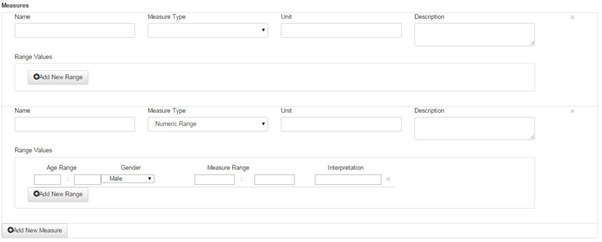 Measures
Name Measure Type Unit Description ×
Range Values
Add New Range
Name Measure Type Unit Description ×
Numeric Range
Range Values
Age Range Gender Measure Range Interpretation
: Male : ×
Add New Range
Add New Measure